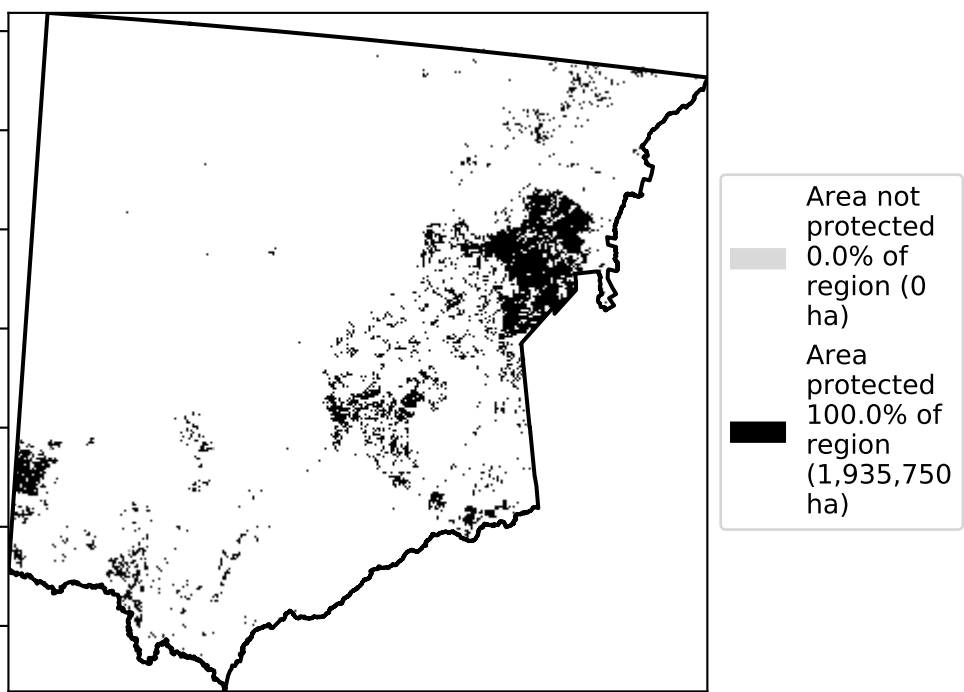 Area not
protected
0.0% of
region (0
ha)
Area
protected
100.0% of
region
(1,935,750
ha)